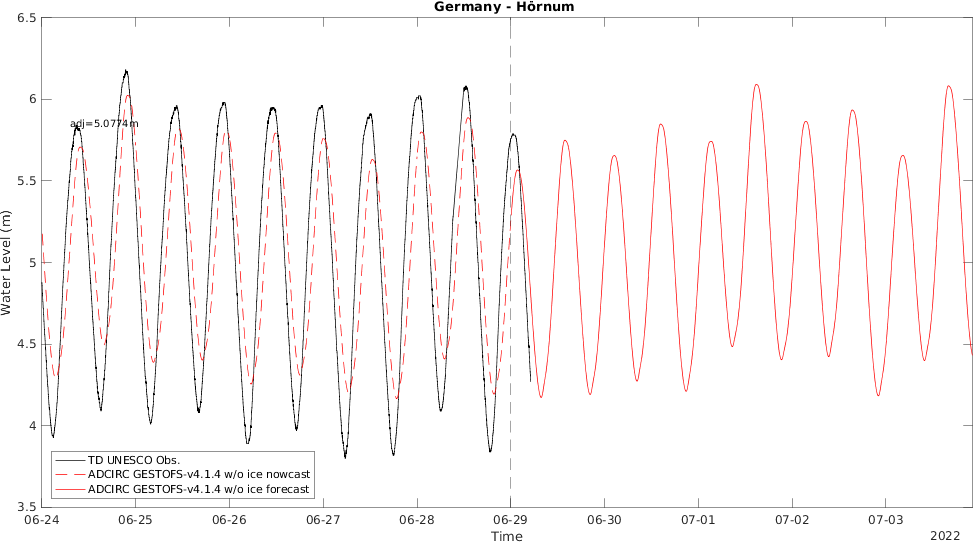 Germany - Hörnum
6.5
6
5.5
5
4.5
4
3.5
Water Level (m)
adj=5.0774m
TD UNESCO Obs.
ADCIRC GESTOFS-v4.1.4 w/o ice nowcast
ADCIRC GESTOFS-v4.1.4 w/o ice forecast
06-24 06-25 06-26 06-27 06-28 06-29 06-30 07-01 07-02 07-03
Time
2022